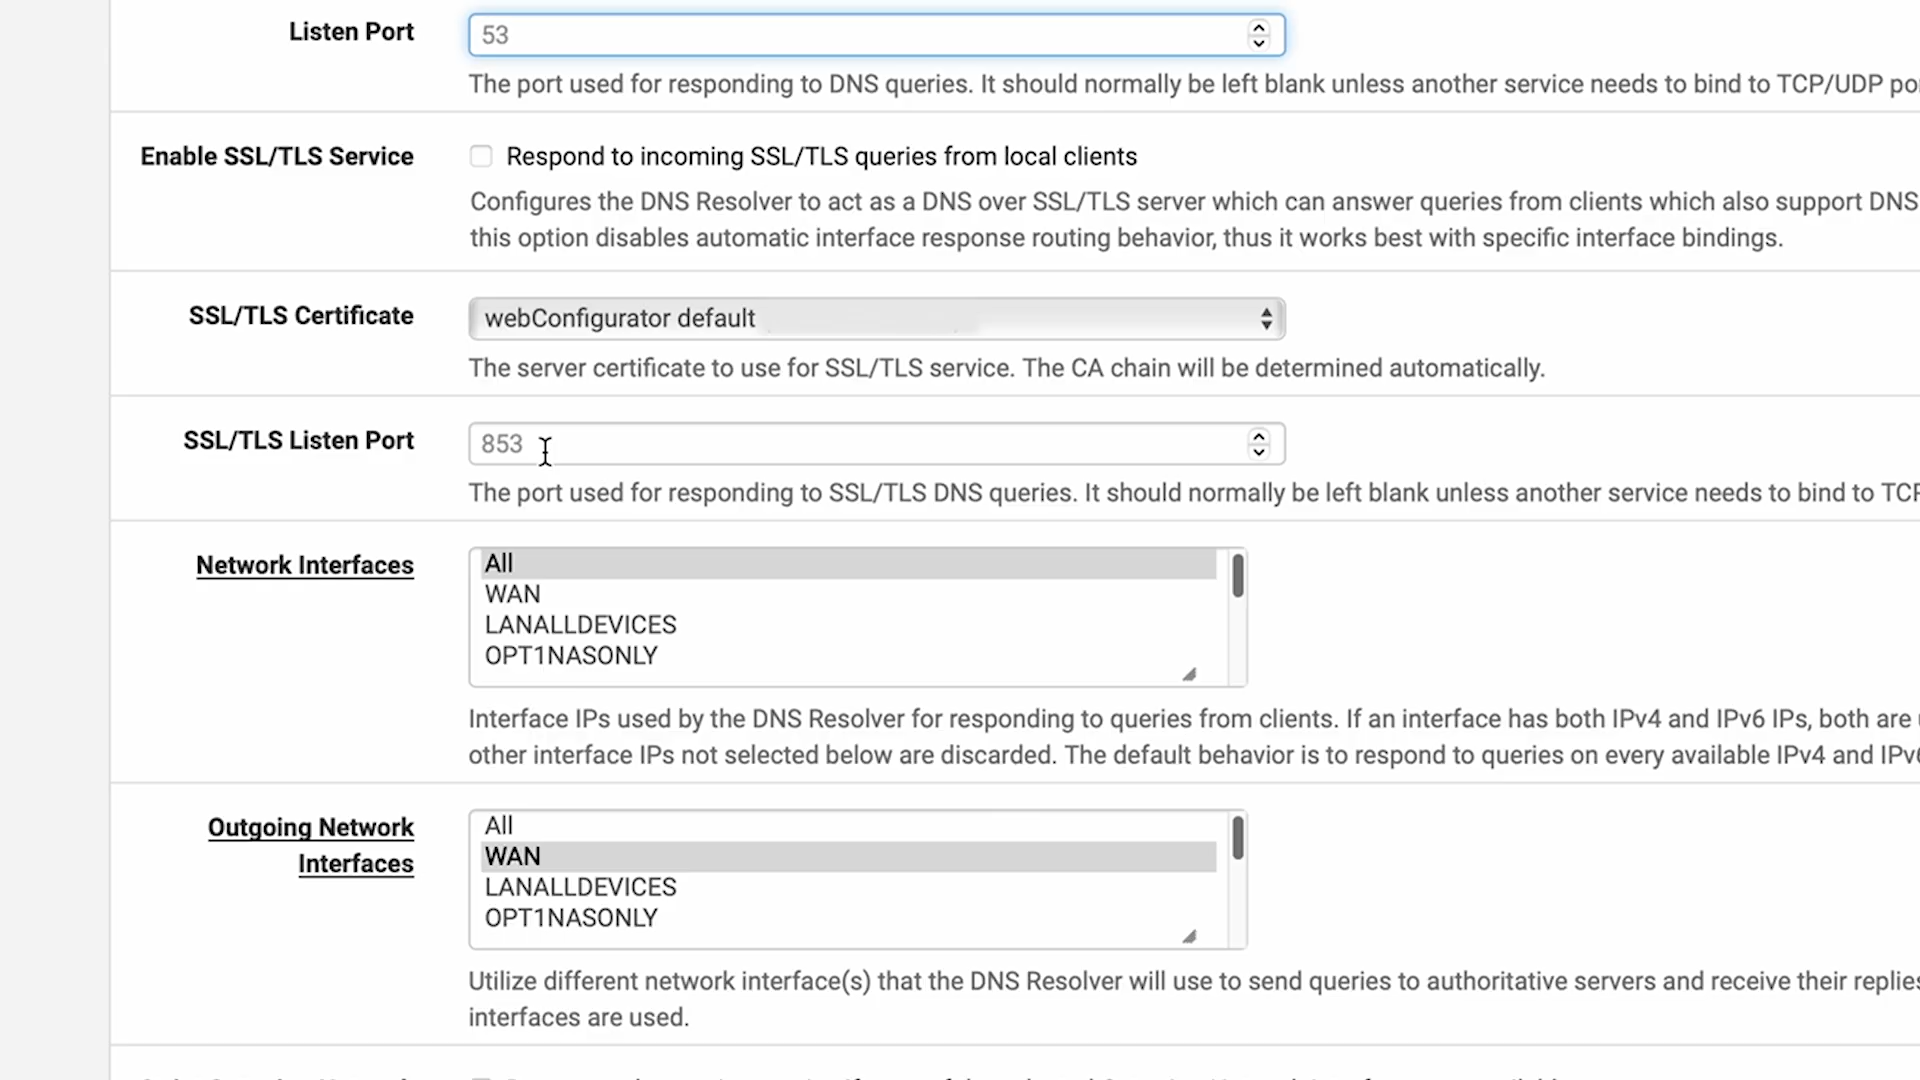 Listen Port
53
The port used for responding to DNS queries. It should normally be left blank unless another service needs to bind to TCP/UDP
Enable SSL/TLS Service
Respond to incoming SSL/TLS queries from local clients
Configures the DNS Resolver to act as a DNS over SSL/TLS server which can answer queries from clients which also support DNS
this option disables automatic interface response routing behavior, thus it works best with specific interface bindings.
SSL/TLS Certificate
webConfigurator default
The server certificate to use for SSL/TLS service. The CA chain will be determined automatically.
SSL/TLS Listen Port
853
The port used for responding to SSL/TLS DNS queries. It should normally be left blank unless another service needs to bind to
Network Interfaces
All
WAN
LANALLDEVICES
OPT1NASONLY
Interface IPs used by the DNS Resolver for responding to queries from clients. If an interface has both IPv4 and IPv6 IPs, both are
other interface IPs not selected below are discarded. The default behavior is to respond to queries on every available IPv4 and
Outgoing Network
Interfaces
All
WAN
LANALLDEVICES
OPT1NASONLY
Utilize different network interface(s) that the DNS Resolver will use to send queries to authoritative servers and receive their
interfaces are used.